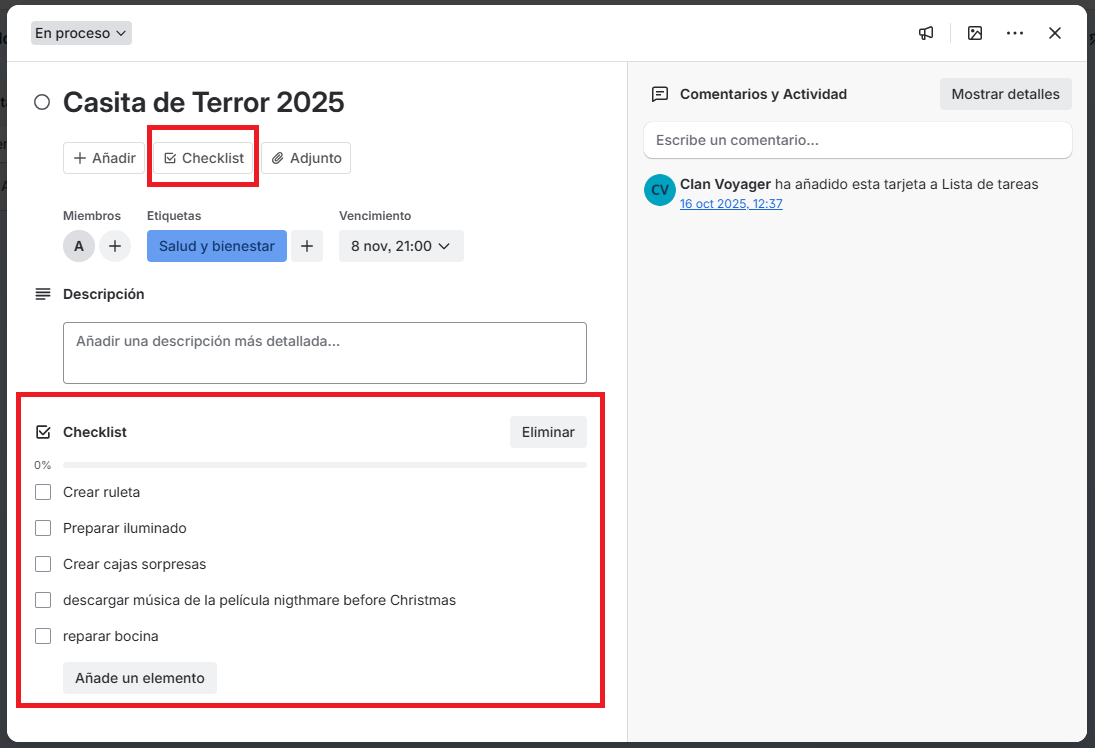 En proceso
Casita de Terror 2025
Añadir
Checklist
Adjunto
Miembros
Etiquetas
Vencimiento
A
Salud y bienestar
8 nov, 21:00
Descripción
Añadir una descripción más detallada...
Checklist
Eliminar
0%
Crear ruleta
Preparar iluminado
Crear cajas sorpresas
descargar música de la película nigthmare before Christmas
reparar bocina
Añade un elemento
Comentarios y Actividad
Mostrar detalles
Escribe un comentario...
CV
Clan Voyager ha añadido esta tarjeta a Lista de tareas
16 oct 2025, 12:37